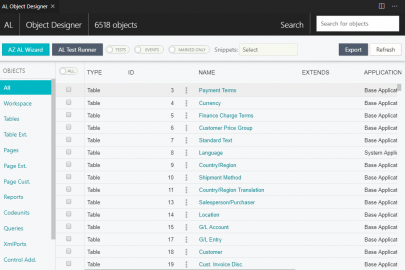 AL Object Designer
AL Object Designer 6518 objects Search Search for objects
AZ AL Wizard AL Test Runner TESTS EVENTS MARKED ONLY Snippets: Select Export Refresh
OBJECTS ALL TYPE ID NAME EXTENDS APPLICATION
All Table 3 Payment Terms Base Applicat
Workspace Table 4 Currency Base Applicat
Tables Table 5 Finance Charge Terms Base Applicat
Table Ext. Table 6 Customer Price Group Base Applicat
Pages Table 7 Standard Text Base Applicat
Page Ext. Table 8 Language System Applic
Page Cust. Table 9 Country/Region Base Applicat
Reports Table 10 Shipment Method Base Applicat
Codeunits Table 11 Country/Region Translation Base Applicat
Queries Table 13 Salesperson/Purchaser Base Applicat
XmlPorts Table 14 Location Base Applicat
Control Add. Table 15 G/L Account Base Applicat
Table 17 G/L Entry Base Applicat
Table 18 Customer Base Applicat
Table 19 Cust. Invoice Disc. Base Applicat